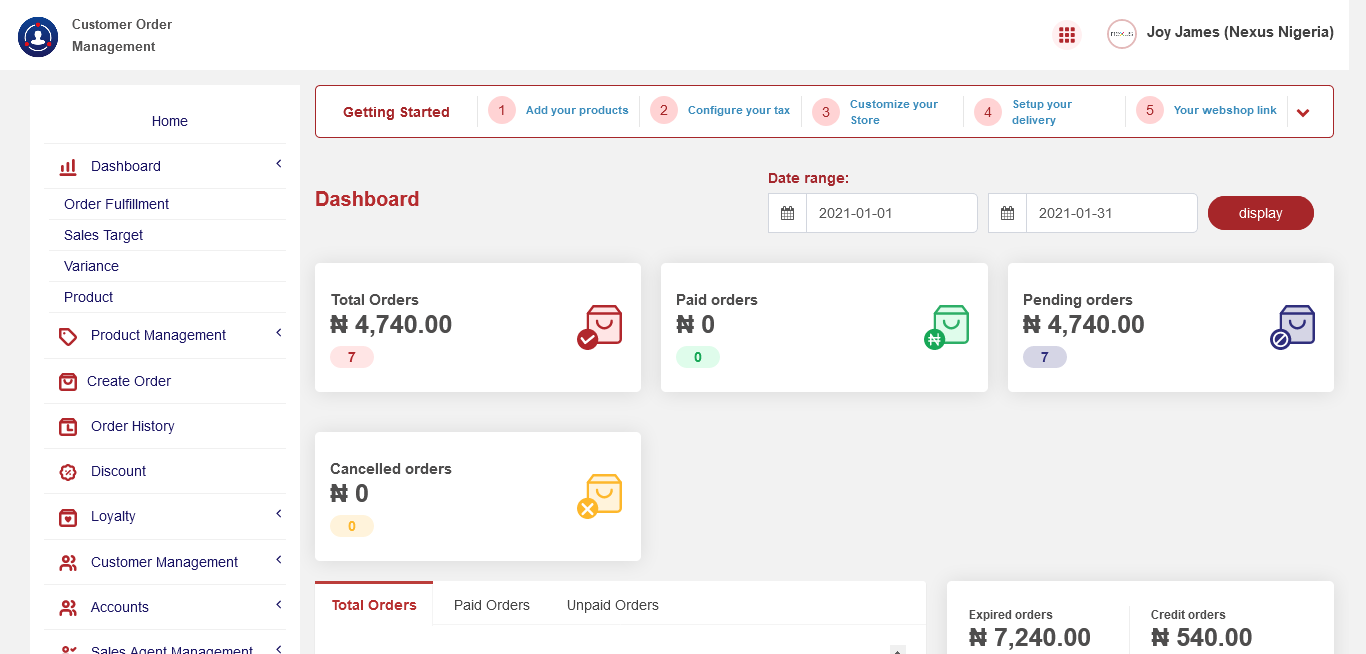 Customer Order
Management
nexus
Joy James (Nexus Nigeria)
Home
Dashboard
Order Fulfillment
Sales Target
Variance
Product
Product Management
Create Order
Order History
Discount
Loyalty
Customer Management
Accounts
Sales Agent Management
Getting Started
1 Add your products
2 Configure your tax
3 Customize your
Store
4 Setup your
delivery
5 Your webshop link
Dashboard
Date range:
2021-01-01
2021-01-31
display
Total Orders
₦ 4,740.00
7
Paid orders
₦ 0
0
Pending orders
₦ 4,740.00
7
Cancelled orders
₦ 0
0
Total Orders
Paid Orders
Unpaid Orders
Expired orders
₦ 7,240.00
Credit orders
₦ 540.00